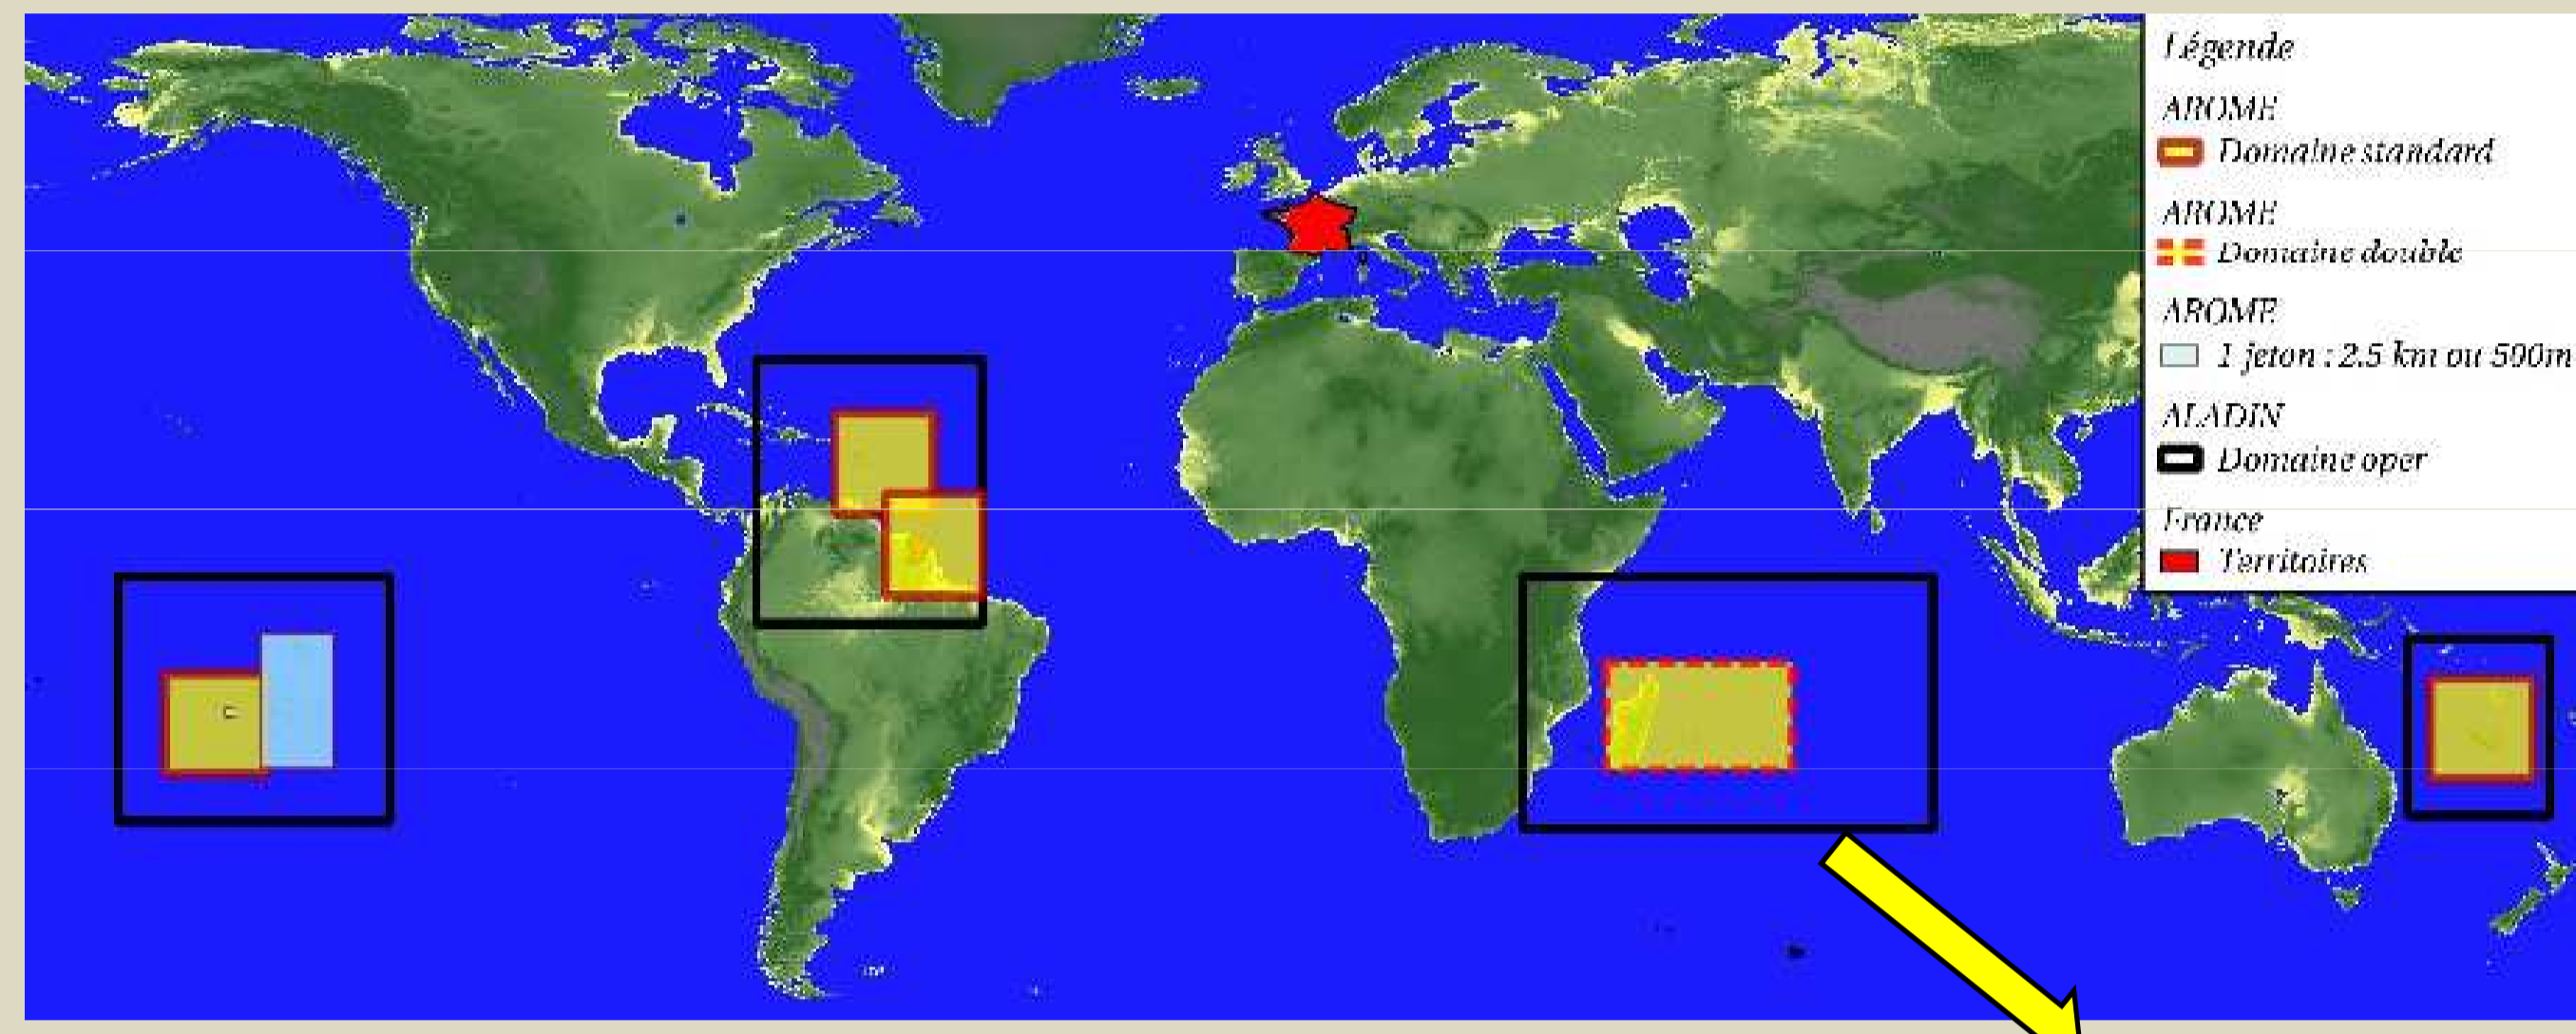 Légende
AROME
Domaine standard
AROME
Domaine double
AROME
1 jeton : 2.5 km ou 500m
ALADIN
Domaine oper
France
Territoires